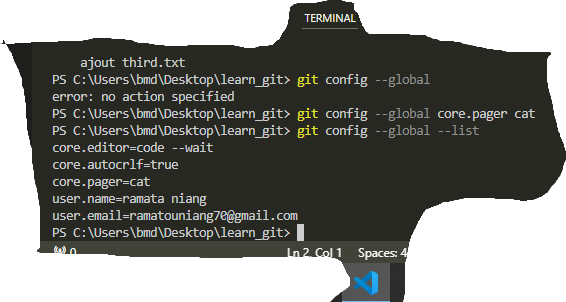 TERMINAL
ajout third.txt
PS C:\Users\bmd\Desktop\learn_git> git config --global
error: no action specified
PS C:\Users\bmd\Desktop\learn_git> git config --global core.pager cat
PS C:\Users\bmd\Desktop\learn_git> git config --global --list
core.editor=code --wait
core.autocrlf=true
core.pager=cat
user.name=ramata niang
user.email=ramatouniang70@gmail.com
PS C:\Users\bmd\Desktop\learn_git>
0 Ln 2, Col 1 Spaces: 4